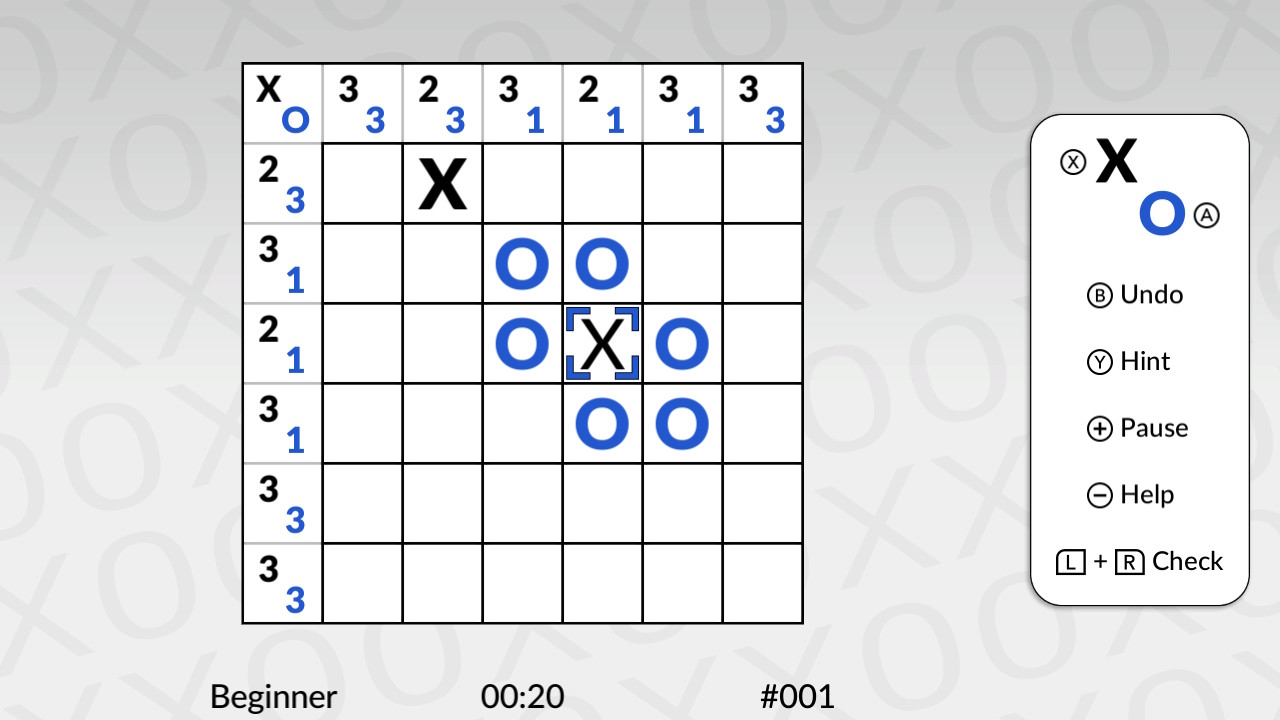 X 3 2 3 2 3 3
O 3 3 1 1 1 3
2 X
3
3 O O
1
2 O X O
1
3 O O
1
3
3
3
3
X X
O A
B Undo
Y Hint
+ Pause
- Help
L + R Check
Beginner 00:20 #001